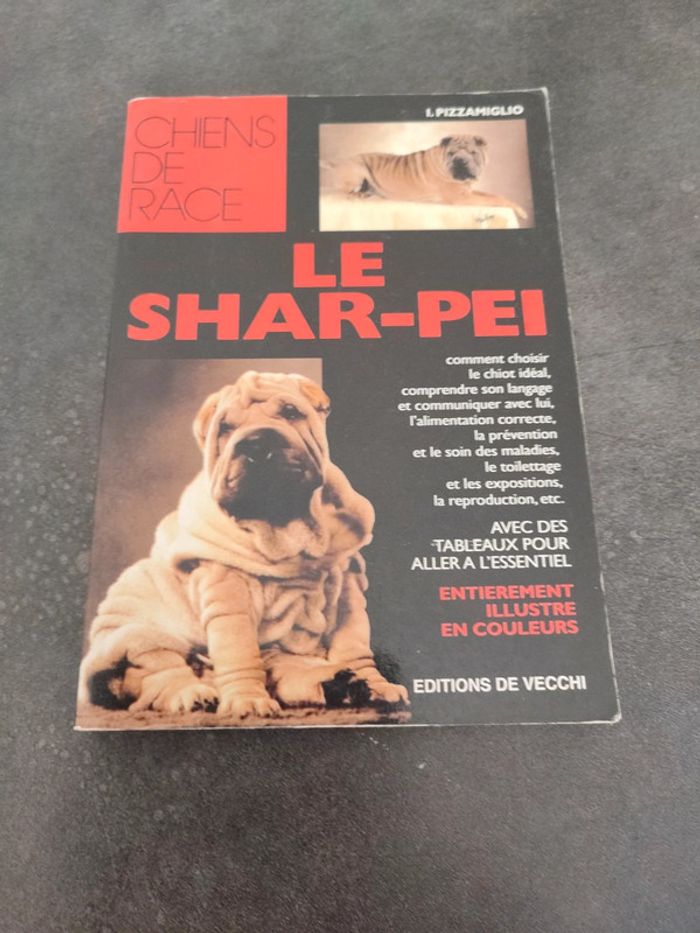 CHIENS
DE
RACE
I. PIZZAMIGLIO
LE
SHAR-PEI
comment choisir
le chiot idéal,
comprendre son langage
et communiquer avec lui,
l'alimentation correcte,
la prévention
et le soin des maladies,
le toilettage
et les expositions,
la reproduction, etc.
AVEC DES
TABLEAUX POUR
ALLER A L'ESSENTIEL
ENTIEREMENT
ILLUSTRE
EN COULEURS
EDITIONS DE VECCHI